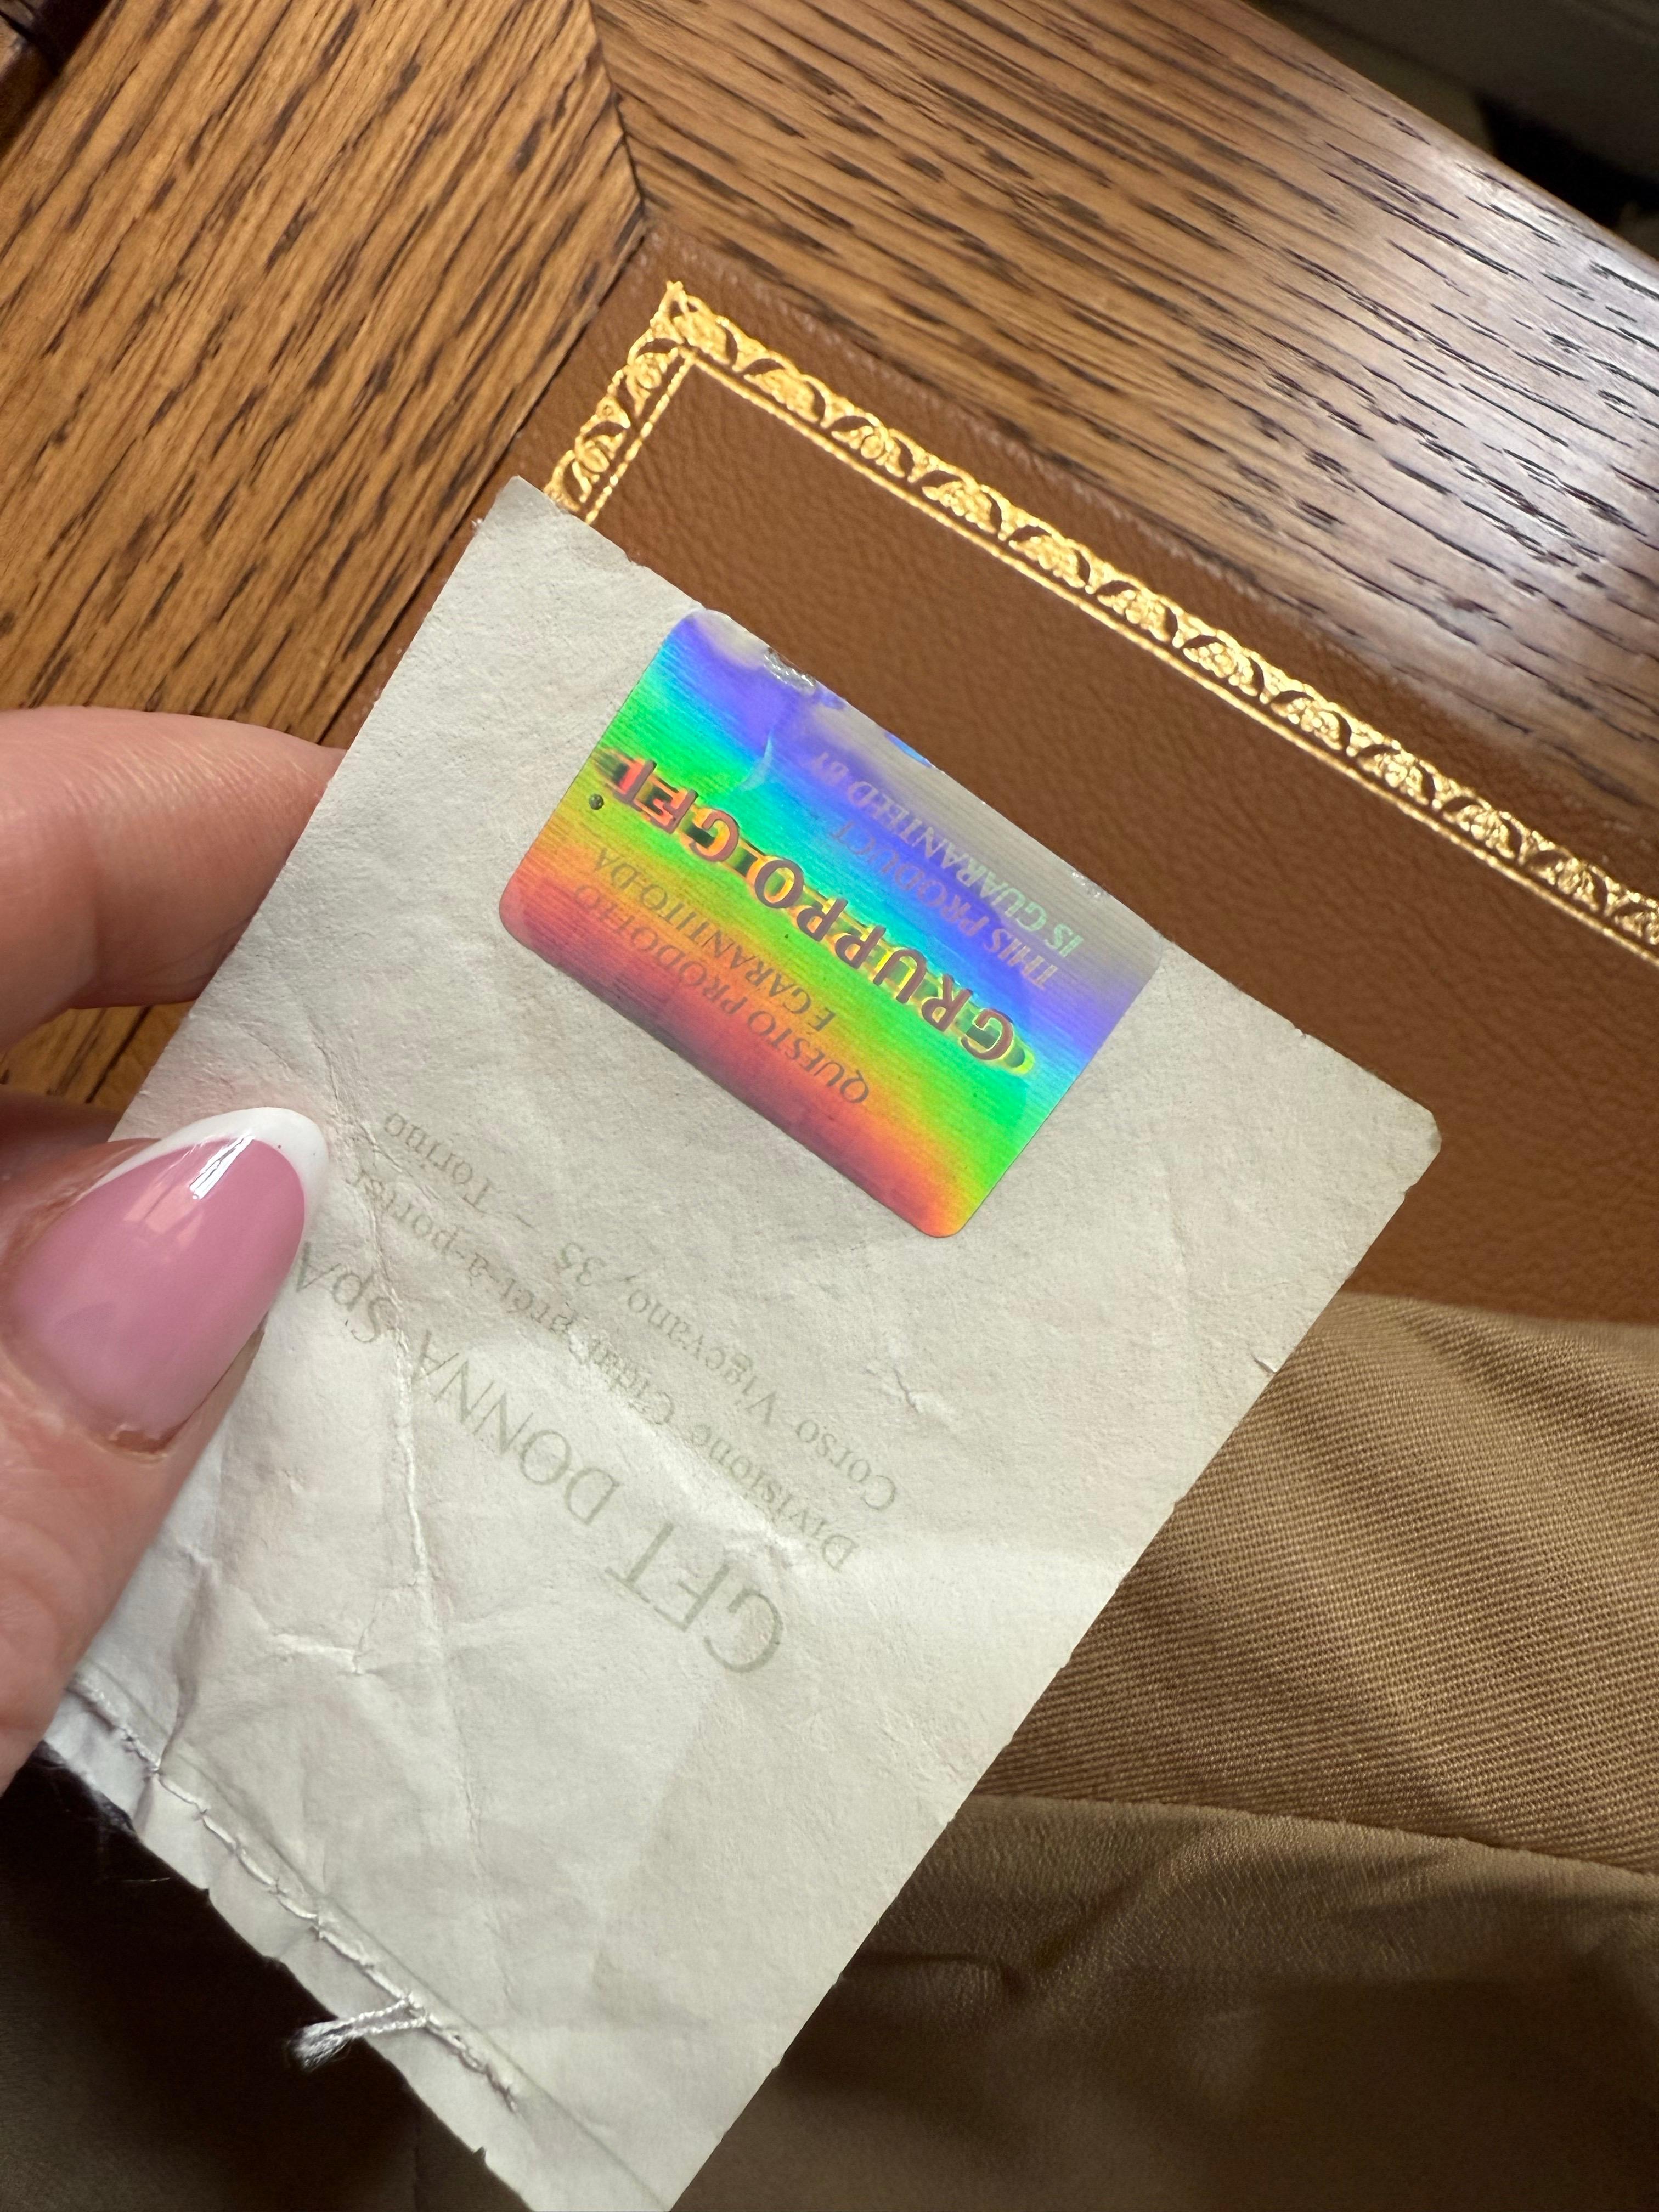 GFT DONNA SpA
Divisione Cidat prêt-à-porter
Corso Vigevano, 35 - Torino
QUESTO PRODOTTO
E GARANTITO DA
GRUPPO GFT
THIS PRODUCT
IS GUARANTEED BY